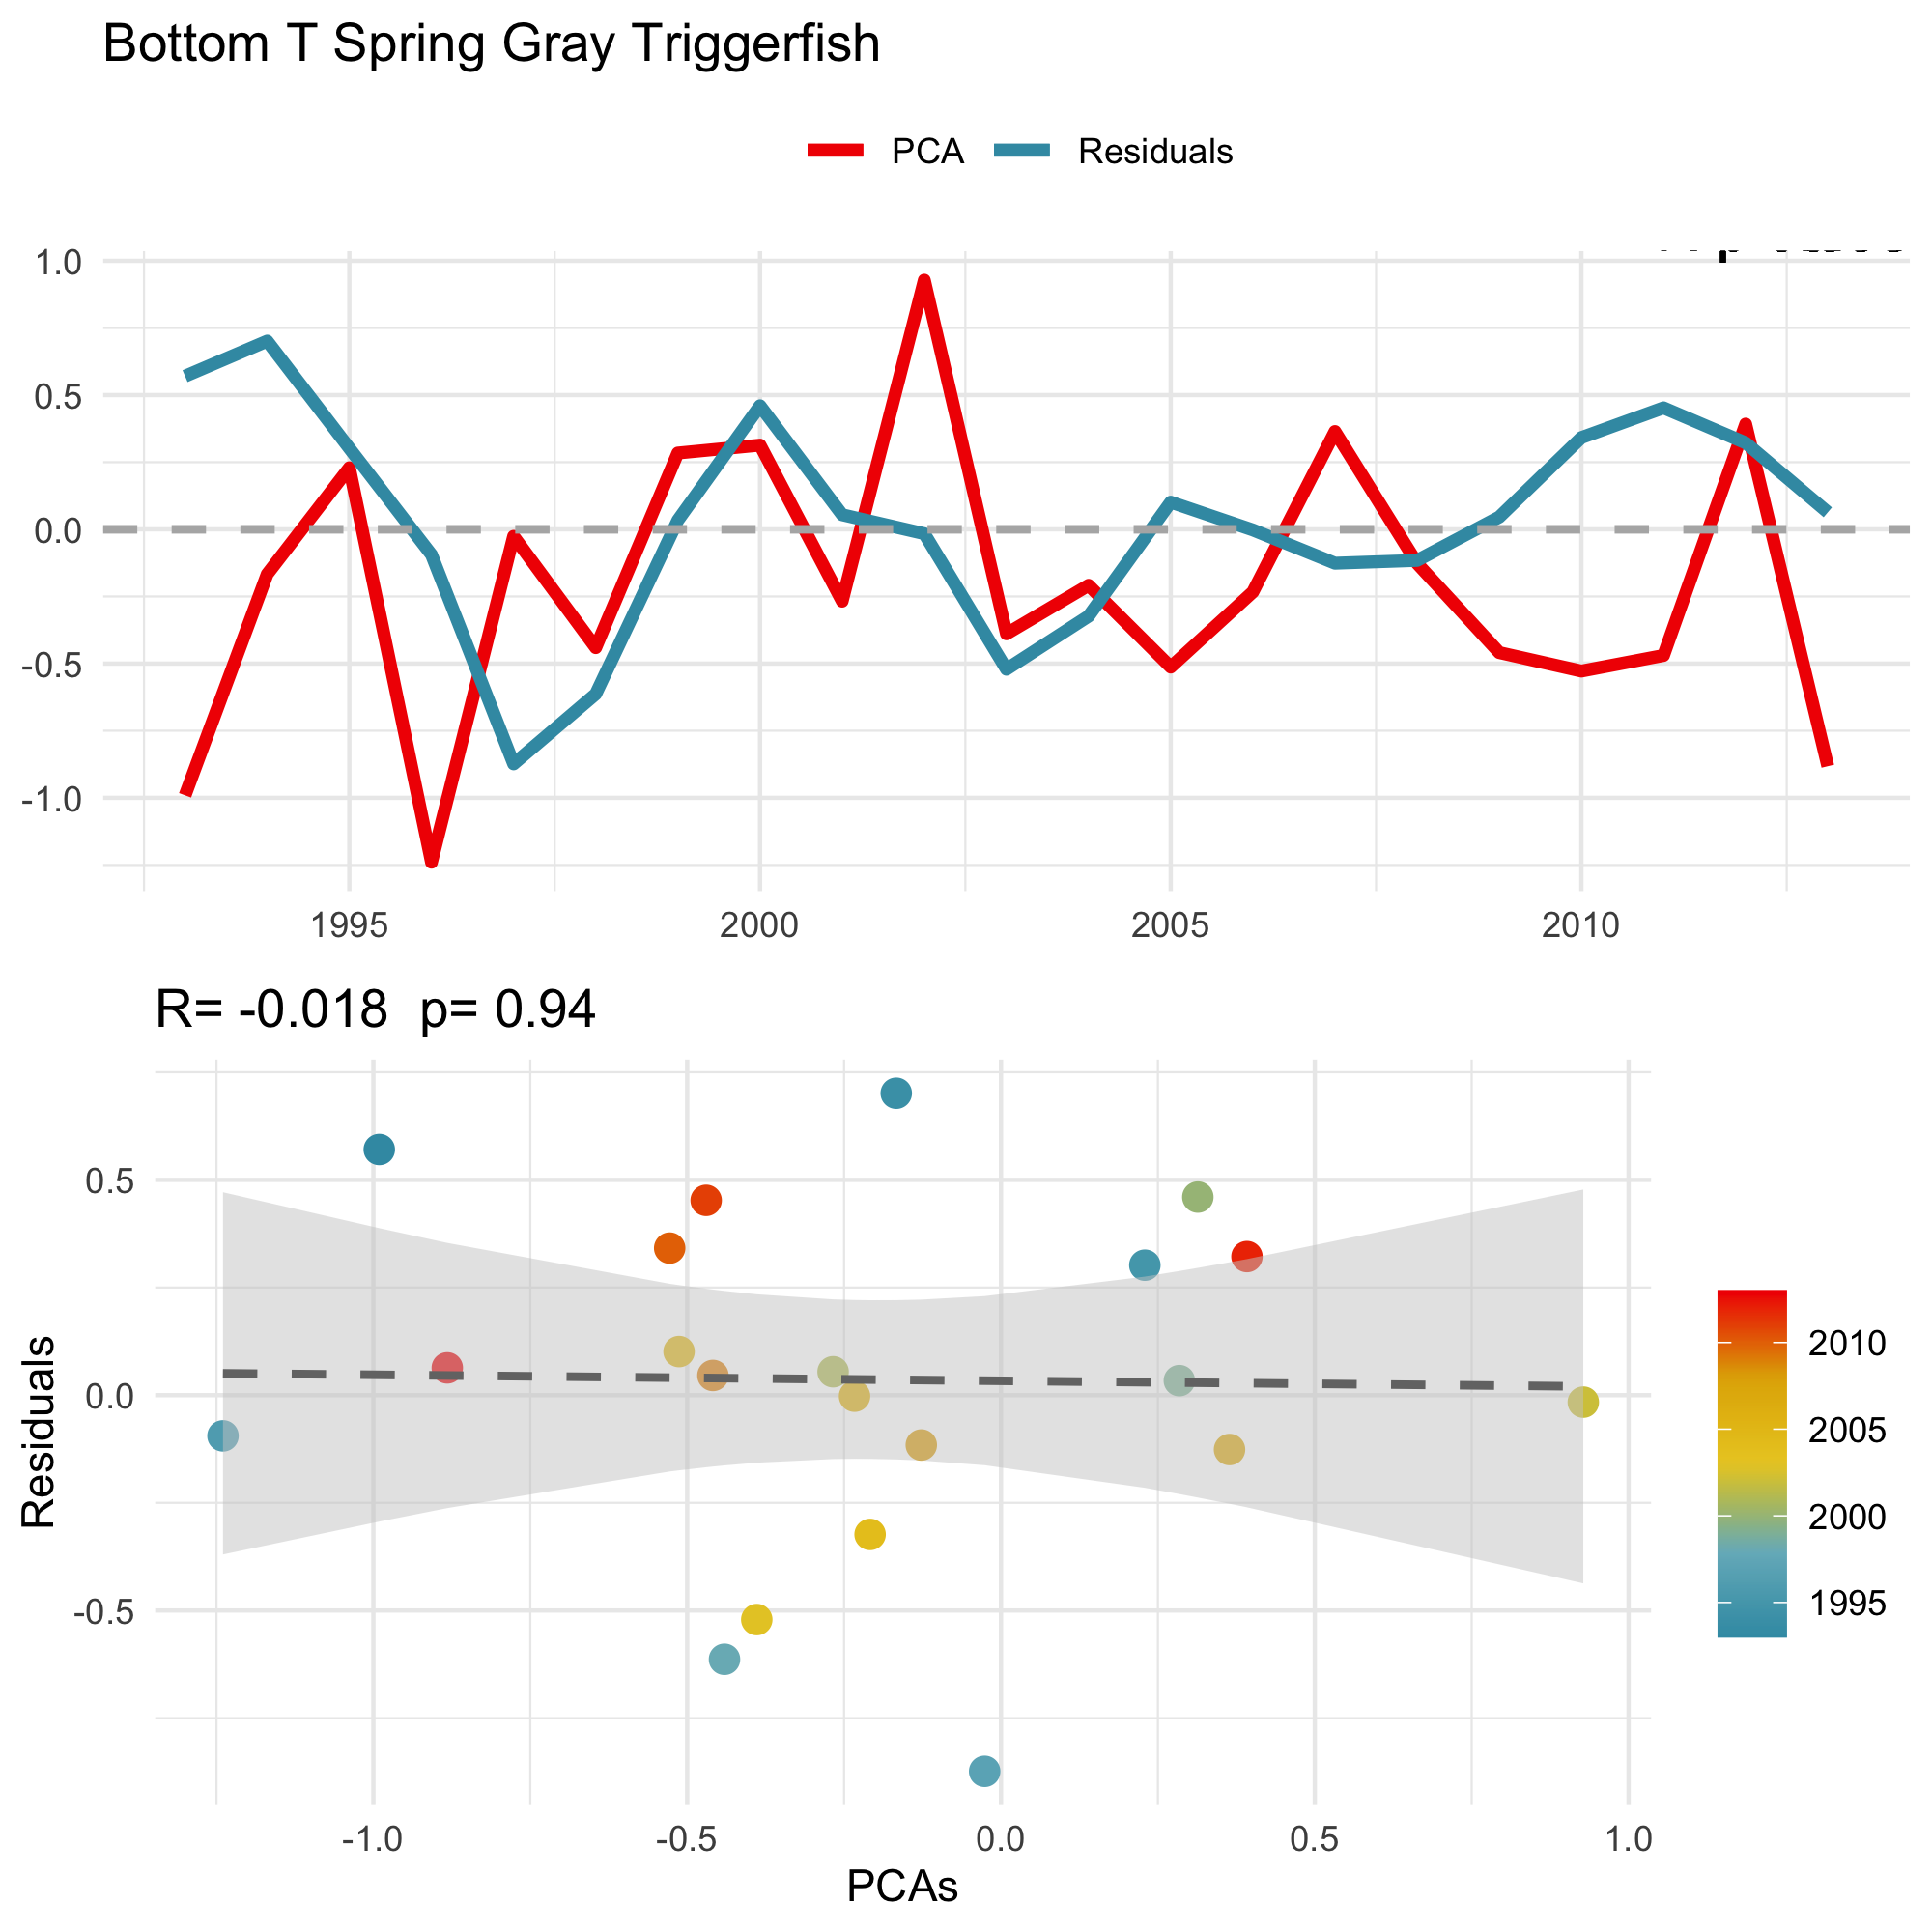 Bottom T Spring Gray Triggerfish
PCA Residuals
1.0
0.5
0.0
-0.5
-1.0
1995 2000 2005 2010
R= -0.018 p= 0.94
Residuals
0.5
0.0
-0.5
-1.0 -0.5 0.0 0.5 1.0
PCAs
2010
2005
2000
1995